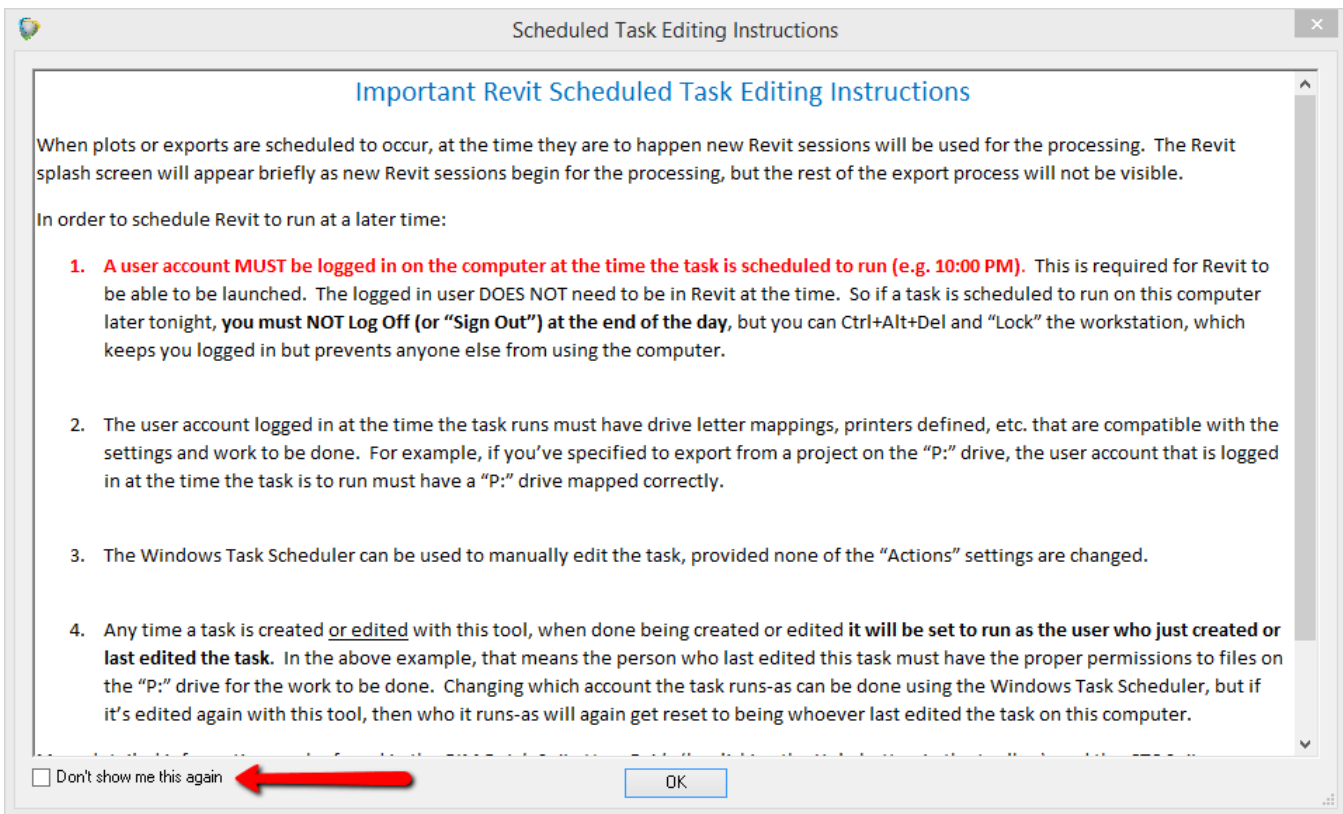 Scheduled Task Editing Instructions
Important Revit Scheduled Task Editing Instructions
When plots or exports are scheduled to occur, at the time they are to happen new Revit sessions will be used for the processing. The Revit
splash screen will appear briefly as new Revit sessions begin for the processing, but the rest of the export process will not be visible.
In order to schedule Revit to run at a later time:
1. A user account MUST be logged in on the computer at the time the task is scheduled to run (e.g. 10:00 PM). This is required for Revit to
be able to be launched. The logged in user DOES NOT need to be in Revit at the time. So if a task is scheduled to run on this computer
later tonight, you must NOT Log Off (or “Sign Out”) at the end of the day, but you can Ctrl+Alt+Del and “Lock” the workstation, which
keeps you logged in but prevents anyone else from using the computer.
2. The user account logged in at the time the task runs must have drive letter mappings, printers defined, etc. that are compatible with the
settings and work to be done. For example, if you’ve specified to export from a project on the “P:” drive, the user account that is logged
in at the time the task is to run must have a “P:” drive mapped correctly.
3. The Windows Task Scheduler can be used to manually edit the task, provided none of the “Actions” settings are changed.
4. Any time a task is created or edited with this tool, when done being created or edited it will be set to run as the user who just created or
last edited the task. In the above example, that means the person who last edited this task must have the proper permissions to files on
the “P:” drive for the work to be done. Changing which account the task runs-as can be done using the Windows Task Scheduler, but if
it’s edited again with this tool, then who it runs-as will again get reset to being whoever last edited the task on this computer.
Don't show me this again
OK